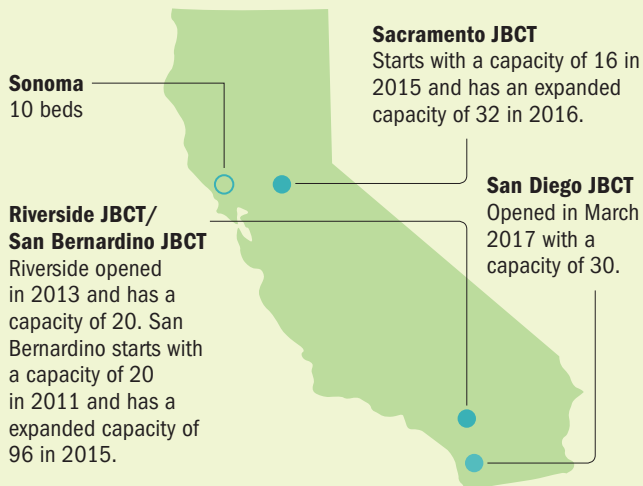 Sonoma
10 beds
Sacramento JBCT
Starts with a capacity of 16 in
2015 and has an expanded
capacity of 32 in 2016.
Riverside JBCT/
San Bernardino JBCT
Riverside opened
in 2013 and has a
capacity of 20. San
Bernardino starts with
a capacity of 20
in 2011 and has a
expanded capacity of
96 in 2015.
San Diego JBCT
Opened in March
2017 with a
capacity of 30.